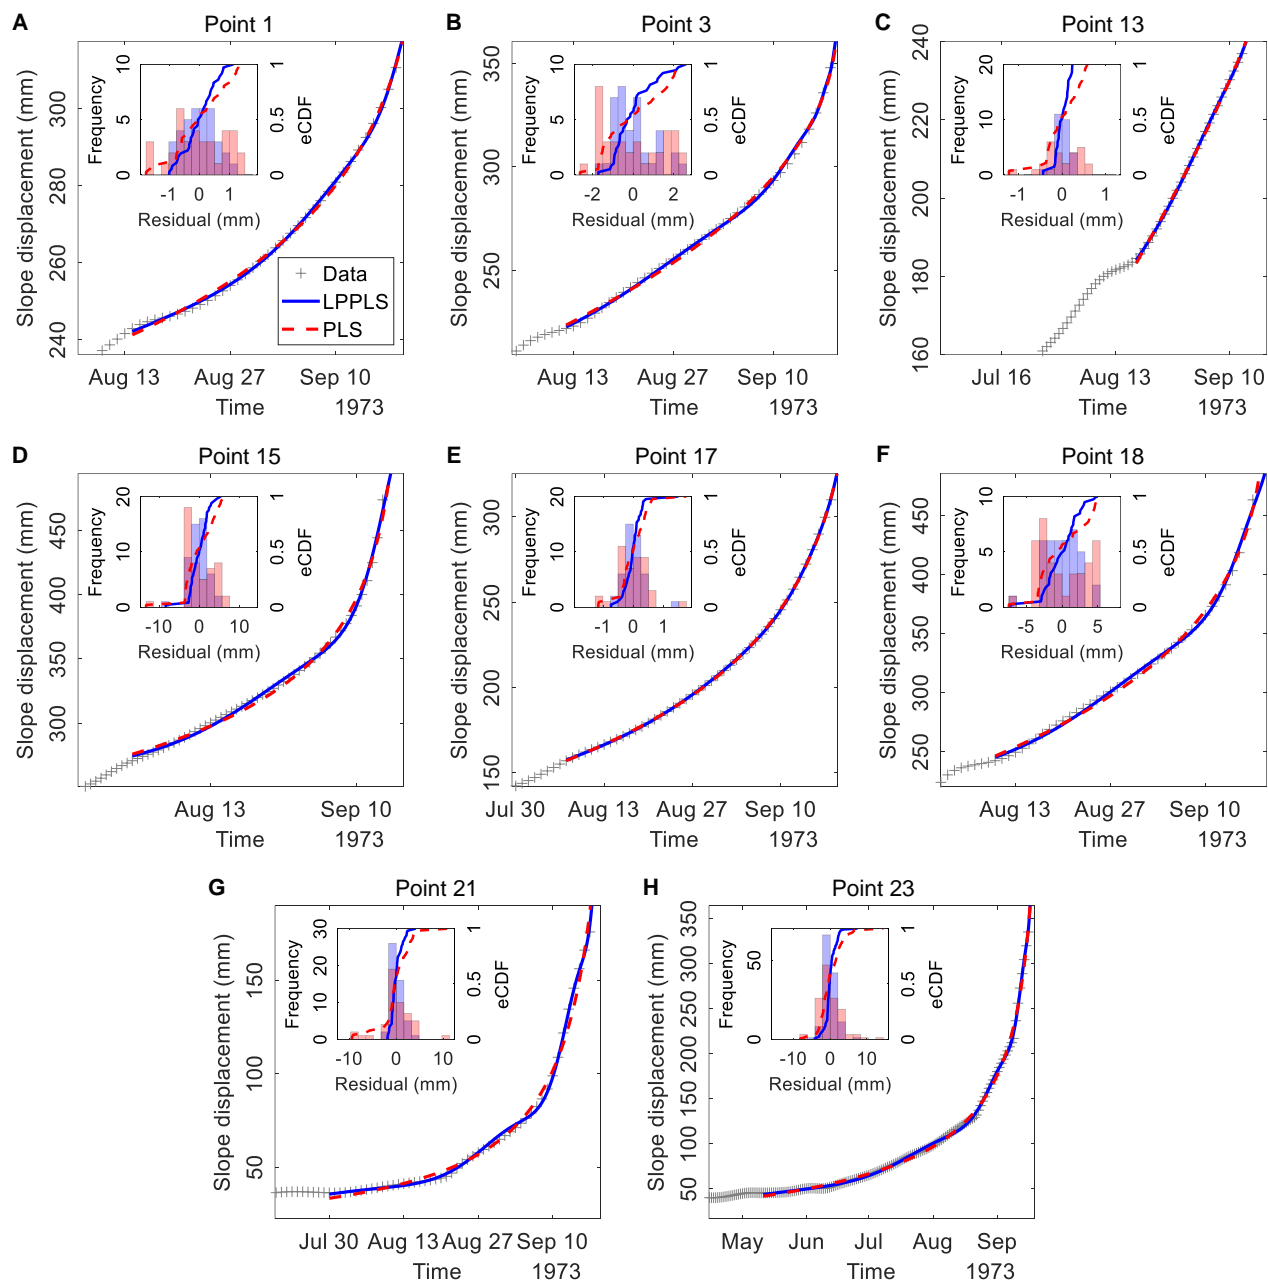 A
Point 1
Slope displacement (mm)
240
260
280
300
Aug 13
Aug 27
Sep 10
Time
1973
Frequency
0
5
10
eCDF
0
0.5
1
-1
0
1
Residual (mm)
Data
LPPLS
PLS
B
Point 3
Slope displacement (mm)
250
300
350
Aug 13
Aug 27
Sep 10
Time
1973
Frequency
0
5
10
eCDF
0
0.5
1
-2
0
2
Residual (mm)
C
Point 13
Slope displacement (mm)
160
180
200
220
240
Jul 16
Aug 13
Sep 10
Time
1973
Frequency
0
10
20
eCDF
0
0.5
1
-1
0
1
Residual (mm)
D
Point 15
Slope displacement (mm)
300
350
400
450
Aug 13
Sep 10
Time
1973
Frequency
0
10
20
eCDF
0
0.5
1
-10
0
10
Residual (mm)
E
Point 17
Slope displacement (mm)
150
200
250
300
Jul 30
Aug 13
Aug 27
Sep 10
Time
1973
Frequency
0
10
20
eCDF
0
0.5
1
-1
0
1
Residual (mm)
F
Point 18
Slope displacement (mm)
250
300
350
400
450
Aug 13
Aug 27
Sep 10
Time
1973
Frequency
0
5
10
eCDF
0
0.5
1
-5
0
5
Residual (mm)
G
Point 21
Slope displacement (mm)
50
100
150
Jul 30
Aug 13
Aug 27
Sep 10
Time
1973
Frequency
0
10
20
30
eCDF
0
0.5
1
-10
0
10
Residual (mm)
H
Point 23
Slope displacement (mm)
50
100
150
200
250
300
350
May
Jun
Jul
Aug
Sep
Time
1973
Frequency
0
50
eCDF
0
0.5
1
-10
0
10
Residual (mm)